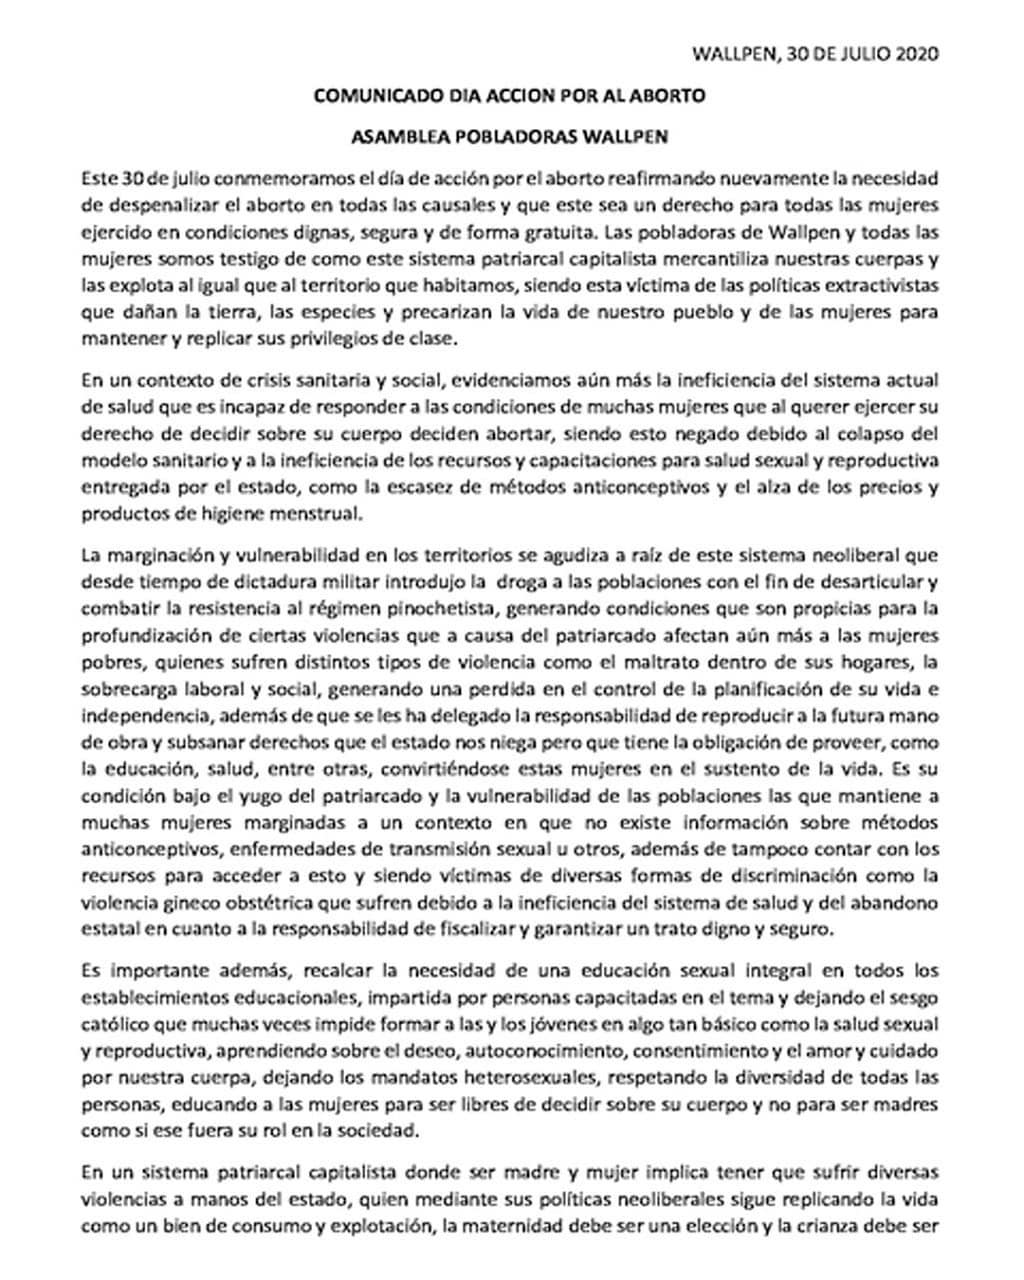 WALLPEN, 30 DE JULIO 2020
COMUNICADO DIA ACCION POR AL ABORTO
ASAMBLEA POBLADORAS WALLPEN
Este 30 de julio conmemoramos el día de acción por el aborto reafirmando nuevamente la necesidad
de despenalizar el aborto en todas las causales y que este sea un derecho para todas las mujeres
ejercido en condiciones dignas, segura y de forma gratuita. Las pobladoras de Wallpen y todas las
mujeres somos testigo de como este sistema patriarcal capitalista mercantiliza nuestras cuerpas y
las explota al igual que al territorio que habitamos, siendo esta víctima de las políticas extractivistas
que dañan la tierra, las especies y precarizan la vida de nuestro pueblo y de las mujeres para
mantener y replicar sus privilegios de clase.
En un contexto de crisis sanitaria y social, evidenciamos aún más la ineficiencia del sistema actual
de salud que es incapaz de responder a las condiciones de muchas mujeres que al querer ejercer su
derecho de decidir sobre su cuerpo deciden abortar, siendo esto negado debido al colapso del
modelo sanitario y a la ineficiencia de los recursos y capacitaciones para salud sexual y reproductiva
entregada por el estado, como la escasez de métodos anticonceptivos y el alza de los precios y
productos de higiene menstrual.
La marginación y vulnerabilidad en los territorios se agudiza a raíz de este sistema neoliberal que
desde tiempo de dictadura militar introdujo la droga a las poblaciones con el fin de desarticular y
combatir la resistencia al régimen pinochetista, generando condiciones que son propicias para la
profundización de ciertas violencias que a causa del patriarcado afectan aún más a las mujeres
pobres, quienes sufren distintos tipos de violencia como el maltrato dentro de sus hogares, la
sobrecarga laboral y social, generando una perdida en el control de la planificación de su vida e
independencia, además de que se les ha delegado la responsabilidad de reproducir a la futura mano
de obra y subsanar derechos que el estado nos niega pero que tiene la obligación de proveer, como
la educación, salud, entre otras, convirtiéndose estas mujeres en el sustento de la vida. Es su
condición bajo el yugo del patriarcado y la vulnerabilidad de las poblaciones las que mantiene a
muchas mujeres marginadas a un contexto en que no existe información sobre métodos
anticonceptivos, enfermedades de transmisión sexual u otros, además de tampoco contar con los
recursos para acceder a esto y siendo víctimas de diversas formas de discriminación como la
violencia gineco obstétrica que sufren debido a la ineficiencia del sistema de salud y del abandono
estatal en cuanto a la responsabilidad de fiscalizar y garantizar un trato digno y seguro.
Es importante además, recalcar la necesidad de una educación sexual integral en todos los
establecimientos educacionales, impartida por personas capacitadas en el tema y dejando el sesgo
católico que muchas veces impide formar a las y los jóvenes en algo tan básico como la salud sexual
y reproductiva, aprendiendo sobre el deseo, autoconocimiento, consentimiento y el amor y cuidado
por nuestra cuerpa, dejando los mandatos heterosexuales, respetando la diversidad de todas las
personas, educando a las mujeres para ser libres de decidir sobre su cuerpo y no para ser madres
como si ese fuera su rol en la sociedad.
En un sistema patriarcal capitalista donde ser madre y mujer implica tener que sufrir diversas
violencias a manos del estado, quien mediante sus políticas neoliberales sigue replicando la vida
como un bien de consumo y explotación, la maternidad debe ser una elección y la crianza debe ser